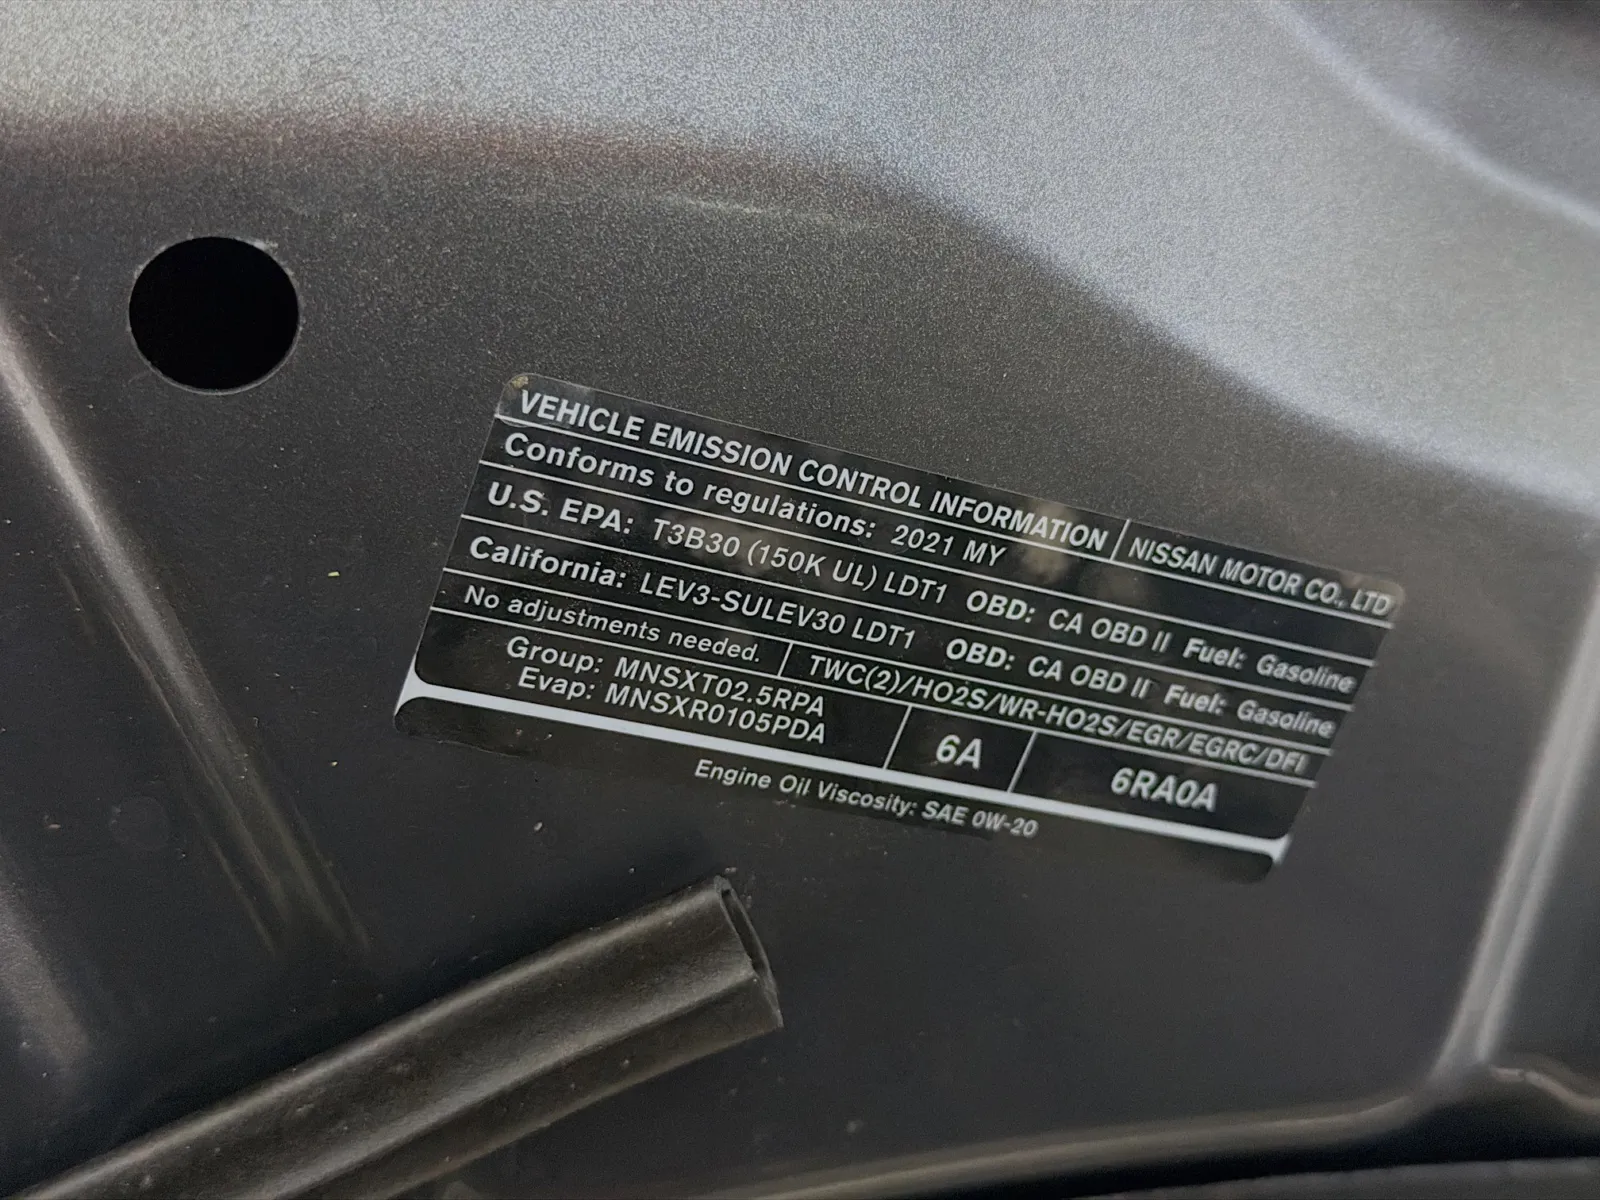 VEHICLE EMISSION CONTROL INFORMATION NISSAN MOTOR CO., LTD
Conforms to regulations: 2021 MY
U.S. EPA: T3B30 (150K UL) LDT1 OBD: CA OBD II Fuel: Gasoline
California: LEV3-SULEV30 LDT1 OBD: CA OBD II Fuel: Gasoline
No adjustments needed. TWC(2)/HO2S/WR-HO2S/EGR/EGRC/DFI
Group: MNSXT02.5RPA
Evap: MNSXR0105PDA
6A
6RA0A
Engine Oil Viscosity: SAE 0W-20